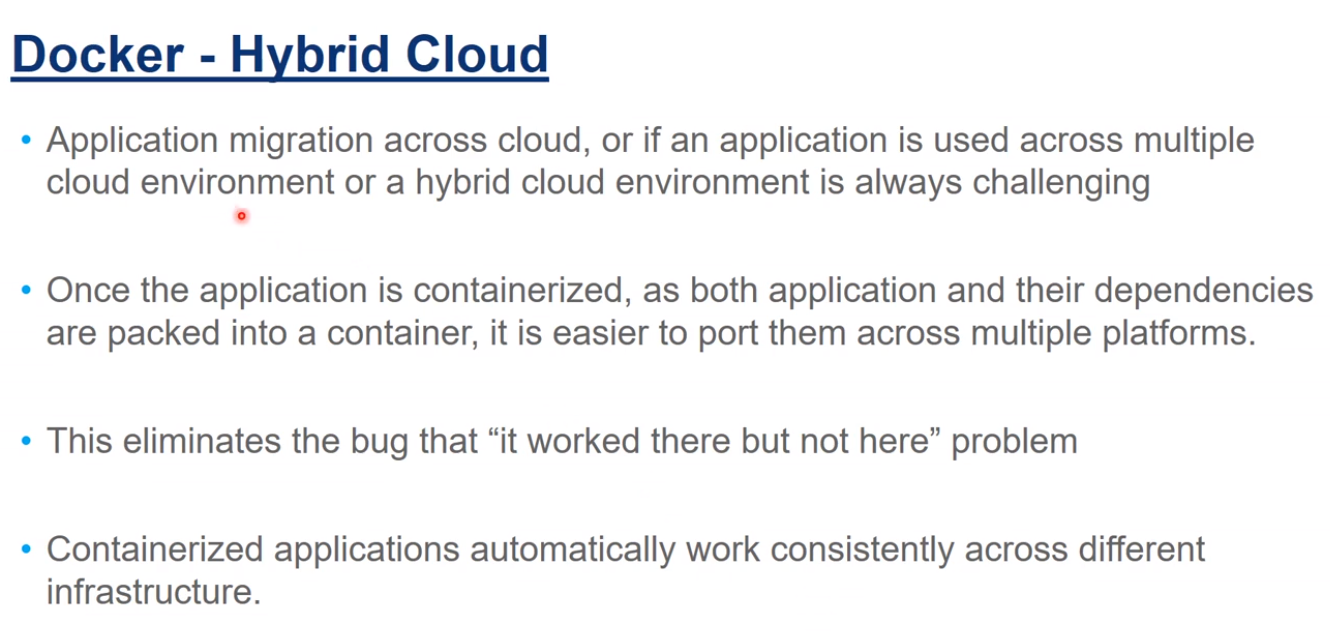 Docker - Hybrid Cloud
• Application migration across cloud, or if an application is used across multiple
cloud environment or a hybrid cloud environment is always challenging
• Once the application is containerized, as both application and their dependencies
are packed into a container, it is easier to port them across multiple platforms.
• This eliminates the bug that “it worked there but not here” problem
• Containerized applications automatically work consistently across different
infrastructure.